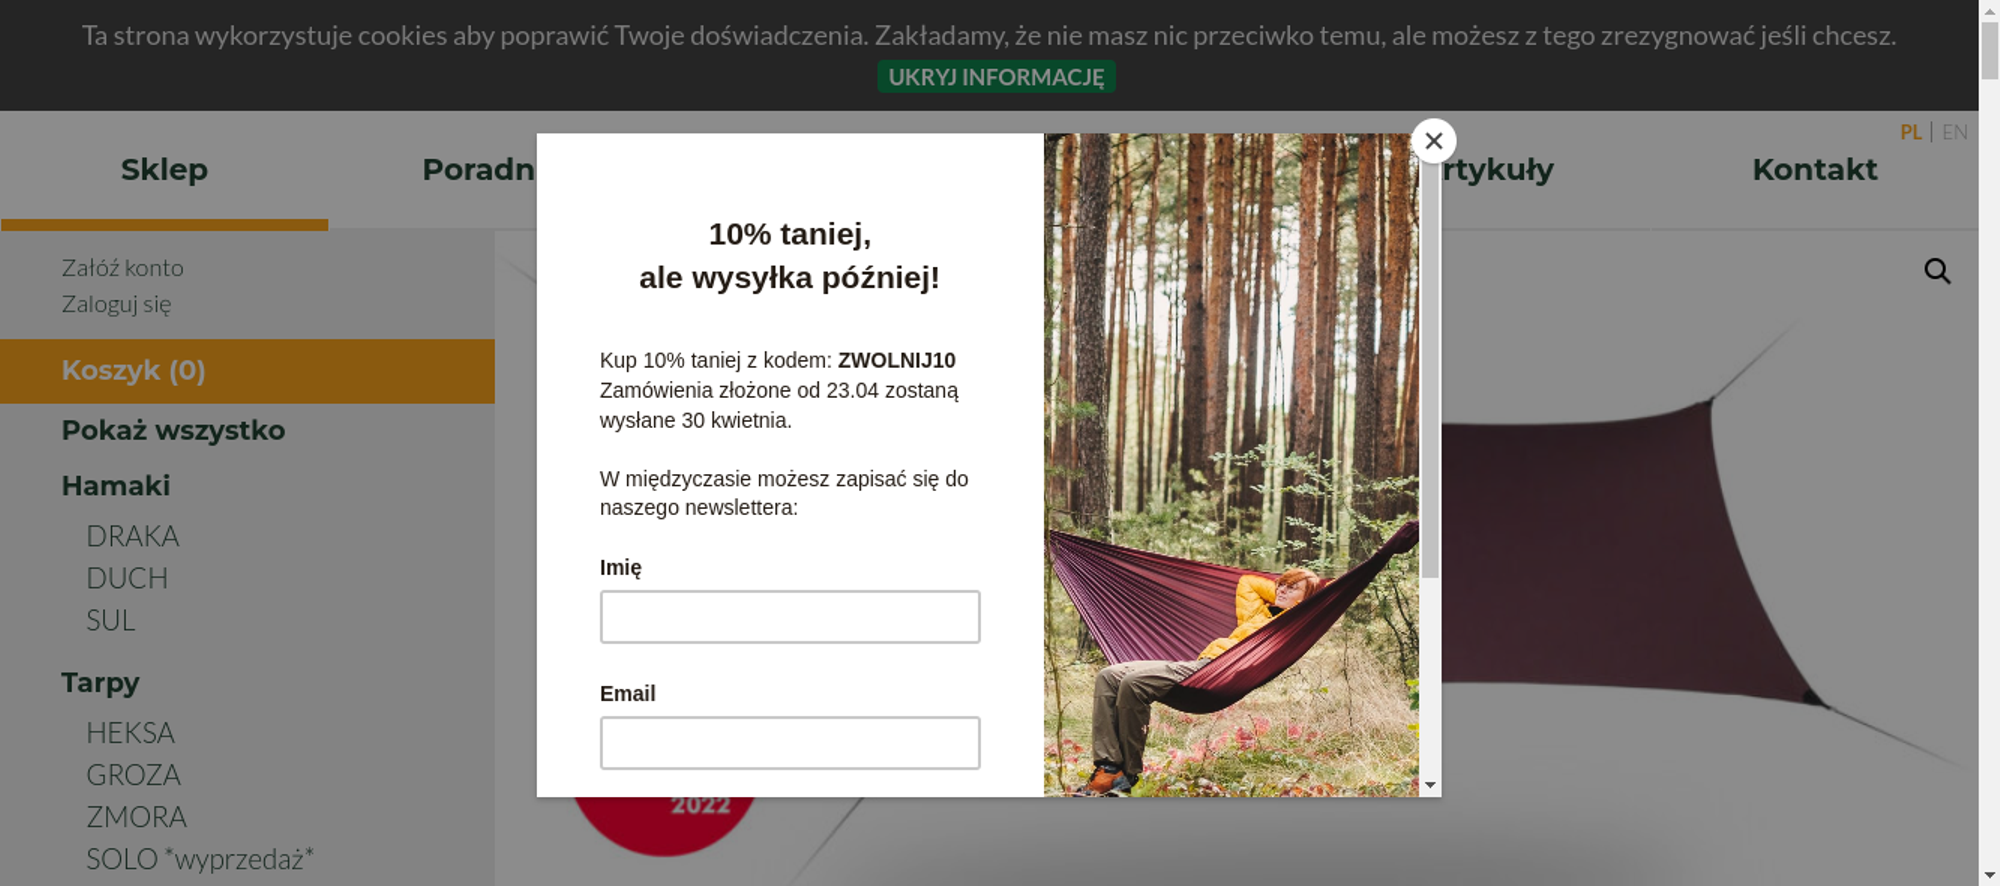 Ta strona wykorzystuje cookies aby poprawić Twoje doświadczenia. Zakładamy, że nie masz nic przeciwko temu, ale możesz z tego zrezygnować jeśli chcesz.
UKRYJ INFORMACJĘ
PL | EN
Sklep
Poradn
rtykuły
Kontakt
Załóż konto
Zaloguj się
Koszyk (0)
Pokaż wszystko
Hamaki
DRAKA
DUCH
SUL
Tarpy
HEKSA
GROZA
ZMORA
SOLO *wyprzedaż*
10% taniej,
ale wysyłka później!
Kup 10% taniej z kodem: ZWOLNIJ10
Zamówienia złożone od 23.04 zostaną
wysłane 30 kwietnia.
W międzyczasie możesz zapisać się do
naszego newslettera:
Imię
Email
2022